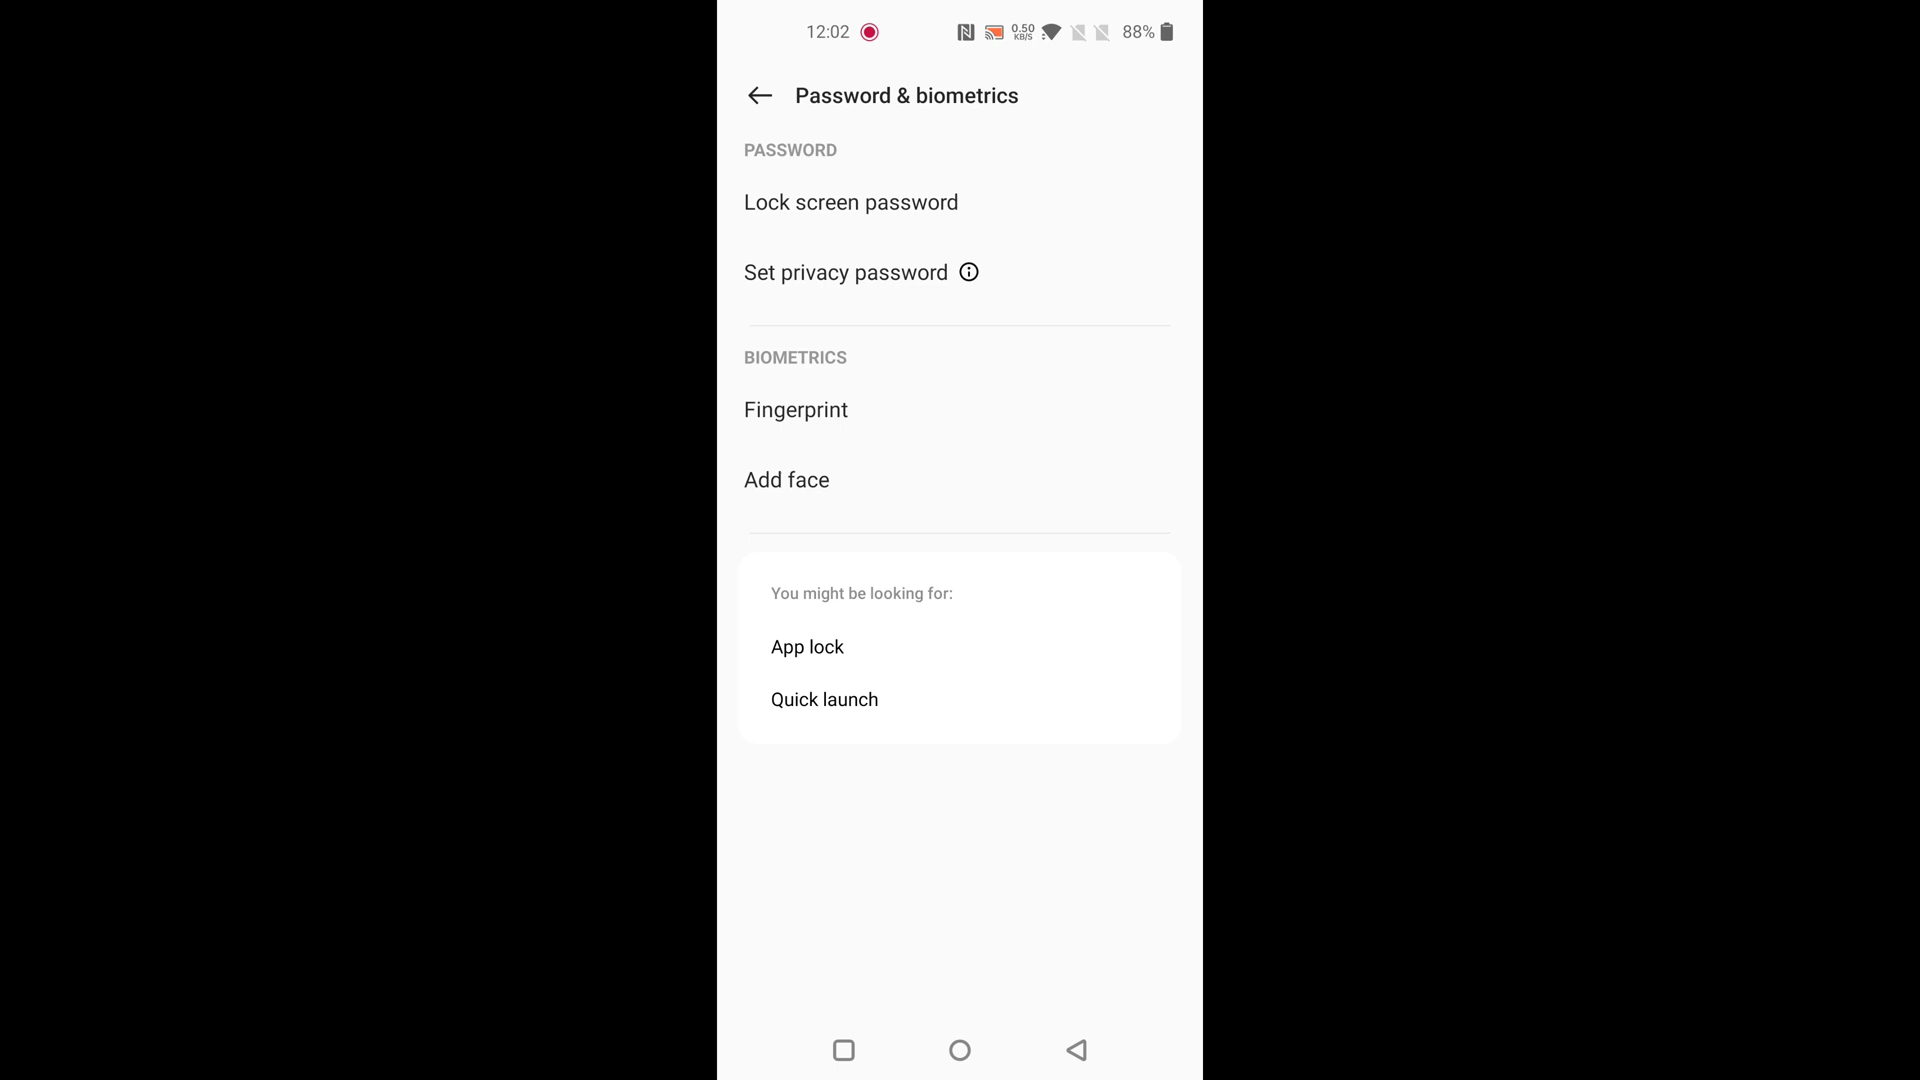 12:02
0.50
KB/S
88%
Password & biometrics
PASSWORD
Lock screen password
Set privacy password
BIOMETRICS
Fingerprint
Add face
You might be looking for:
App lock
Quick launch